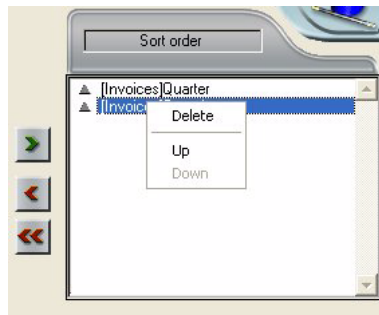 Sort order
[Invoices]Quarter
[Invoic
Delete
Up
Down